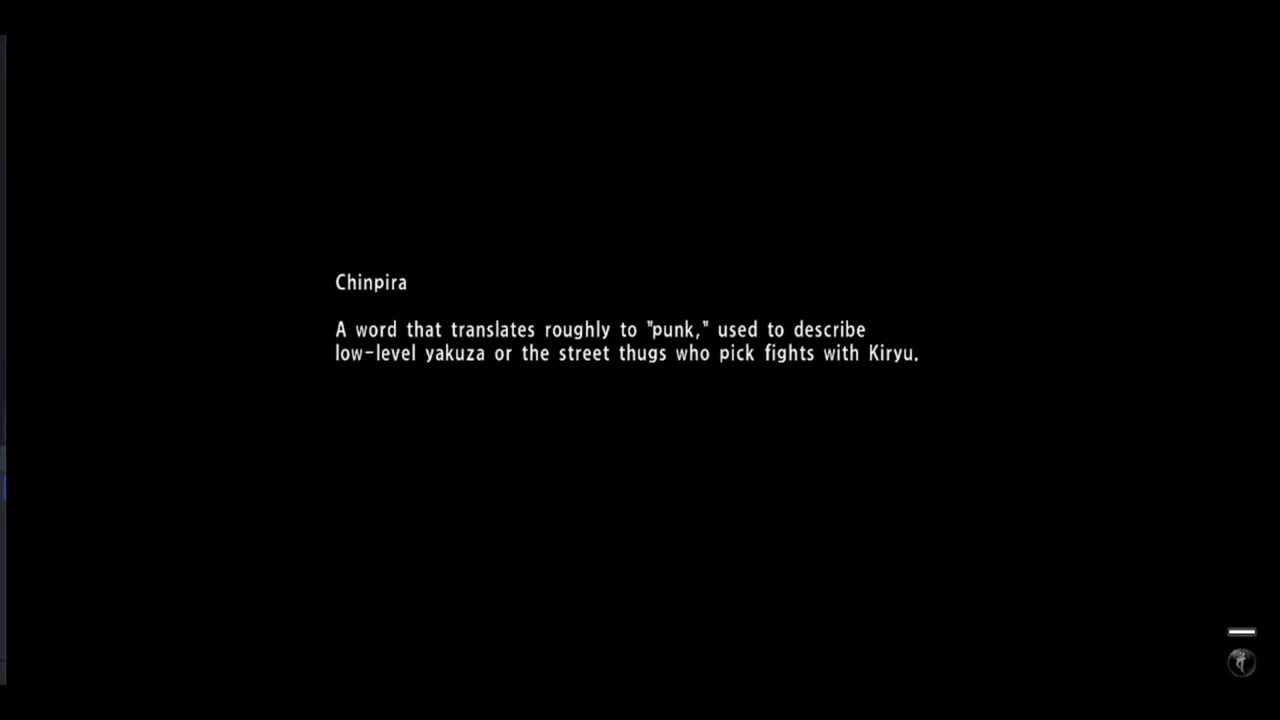 Chinpira
A word that translates roughly to "punk," used to describe
low-level yakuza or the street thugs who pick fights with Kiryu.